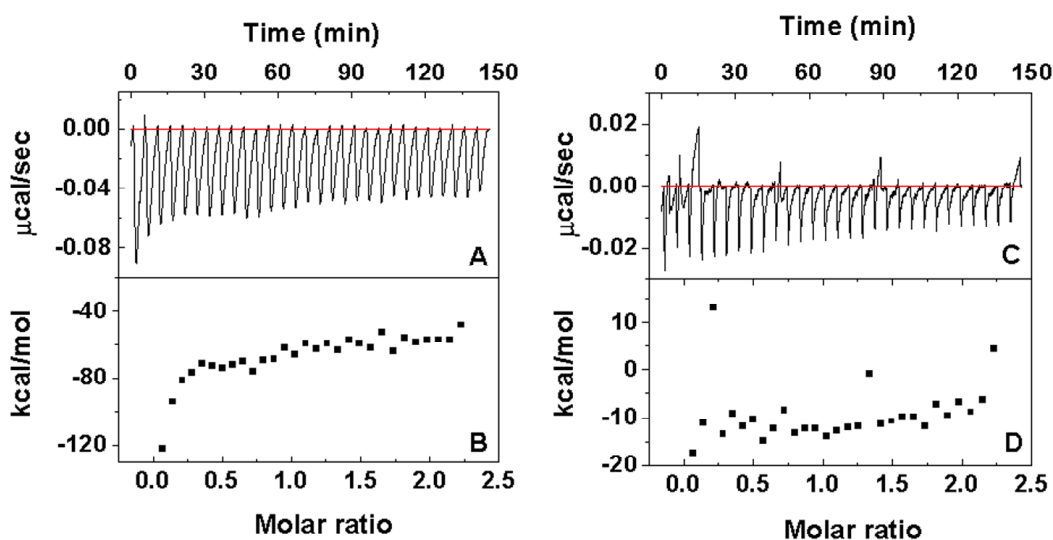 Time (min)
0 30 60 90 120 150
0.00
-0.04
-0.08
μcal/sec
A
-40
-80
-120
kcal/mol
B
0.0 0.5 1.0 1.5 2.0 2.5
Molar ratio
Time (min)
0 30 60 90 120 150
0.02
0.00
-0.02
μcal/sec
C
10
0
-10
-20
kcal/mol
D
0.0 0.5 1.0 1.5 2.0 2.5
Molar ratio